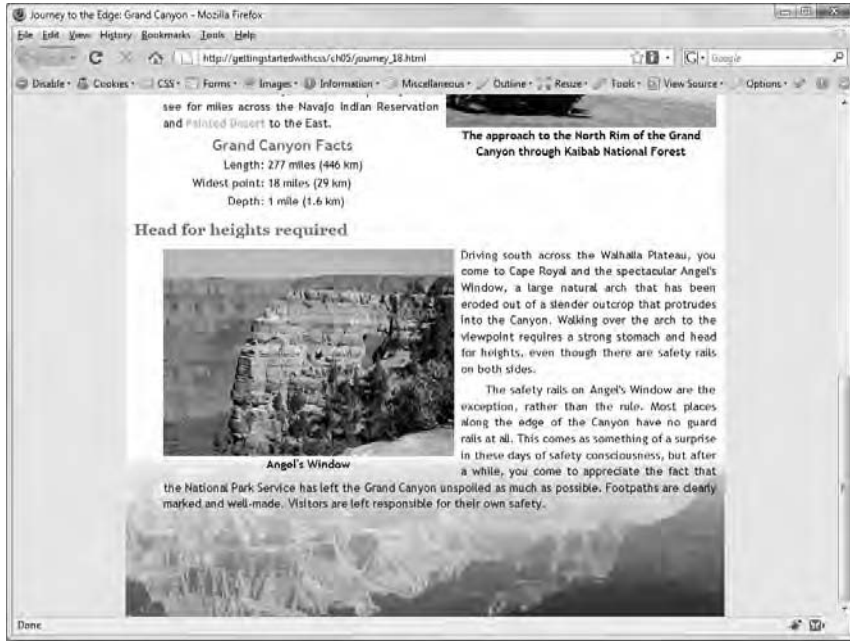 Journey to the Edge: Grand Canyon - Mozilla Firefox
File Edit View History Bookmarks Tools Help
http://gettingstartedwithcss/ch05/journey_18.html
Google
Disable Cookies CSS Forms Images Information Miscellaneous Outline Resize Tools View Source Options
see for miles across the Navajo Indian Reservation
and Painted Desert to the East.
Grand Canyon Facts
Length: 277 miles (446 km)
Widest point: 18 miles (29 km)
Depth: 1 mile (1.6 km)
The approach to the North Rim of the Grand
Canyon through Kaibab National Forest
Head for heights required
Driving south across the Walhalla Plateau, you
come to Cape Royal and the spectacular Angel's
Window, a large natural arch that has been
eroded out of a slender outcrop that protrudes
into the Canyon. Walking over the arch to the
viewpoint requires a strong stomach and head
for heights, even though there are safety rails
on both sides.
The safety rails on Angel's Window are the
exception, rather than the rule. Most places
along the edge of the Canyon have no guard
rails at all. This comes as something of a surprise
in these days of safety consciousness, but after
a while, you come to appreciate the fact that
Angel's Window
the National Park Service has left the Grand Canyon unspoiled as much as possible. Footpaths are clearly
marked and well-made. Visitors are left responsible for their own safety.
Done